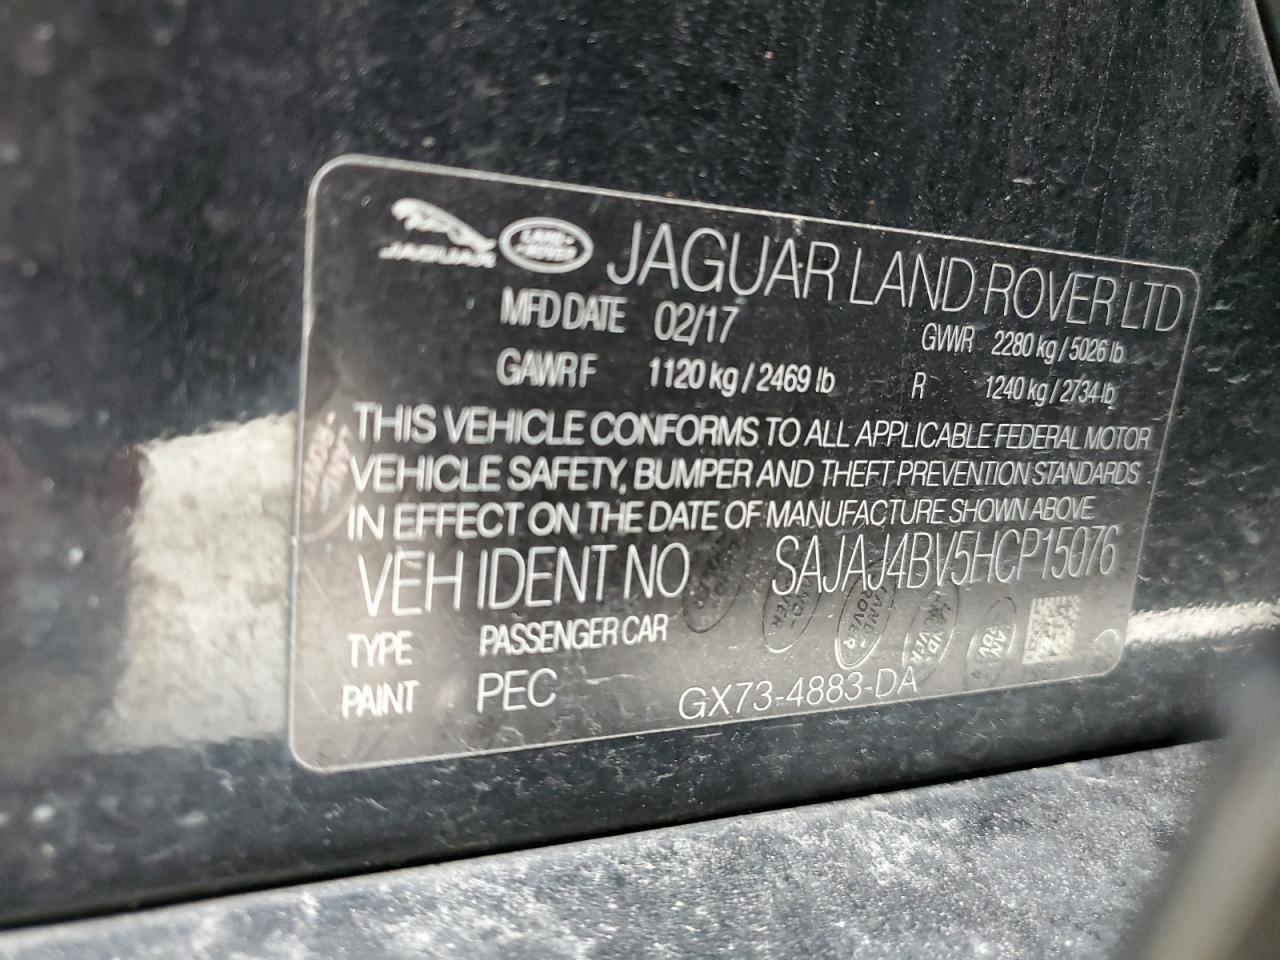 JAGUAR LAND-ROVER JAGUAR LAND ROVER LTD
MFD DATE 02/17 GVWR 2280 kg / 5026 lb
GAWR F 1120 kg / 2469 lb R 1240 kg / 2734 lb
THIS VEHICLE CONFORMS TO ALL APPLICABLE FEDERAL MOTOR
VEHICLE SAFETY, BUMPER AND THEFT PREVENTION STANDARDS
IN EFFECT ON THE DATE OF MANUFACTURE SHOWN ABOVE
VEH IDENT NO SAJAJ4BV5HCP15076
TYPE PASSENGER CAR
PAINT PEC GX73-4883-DA